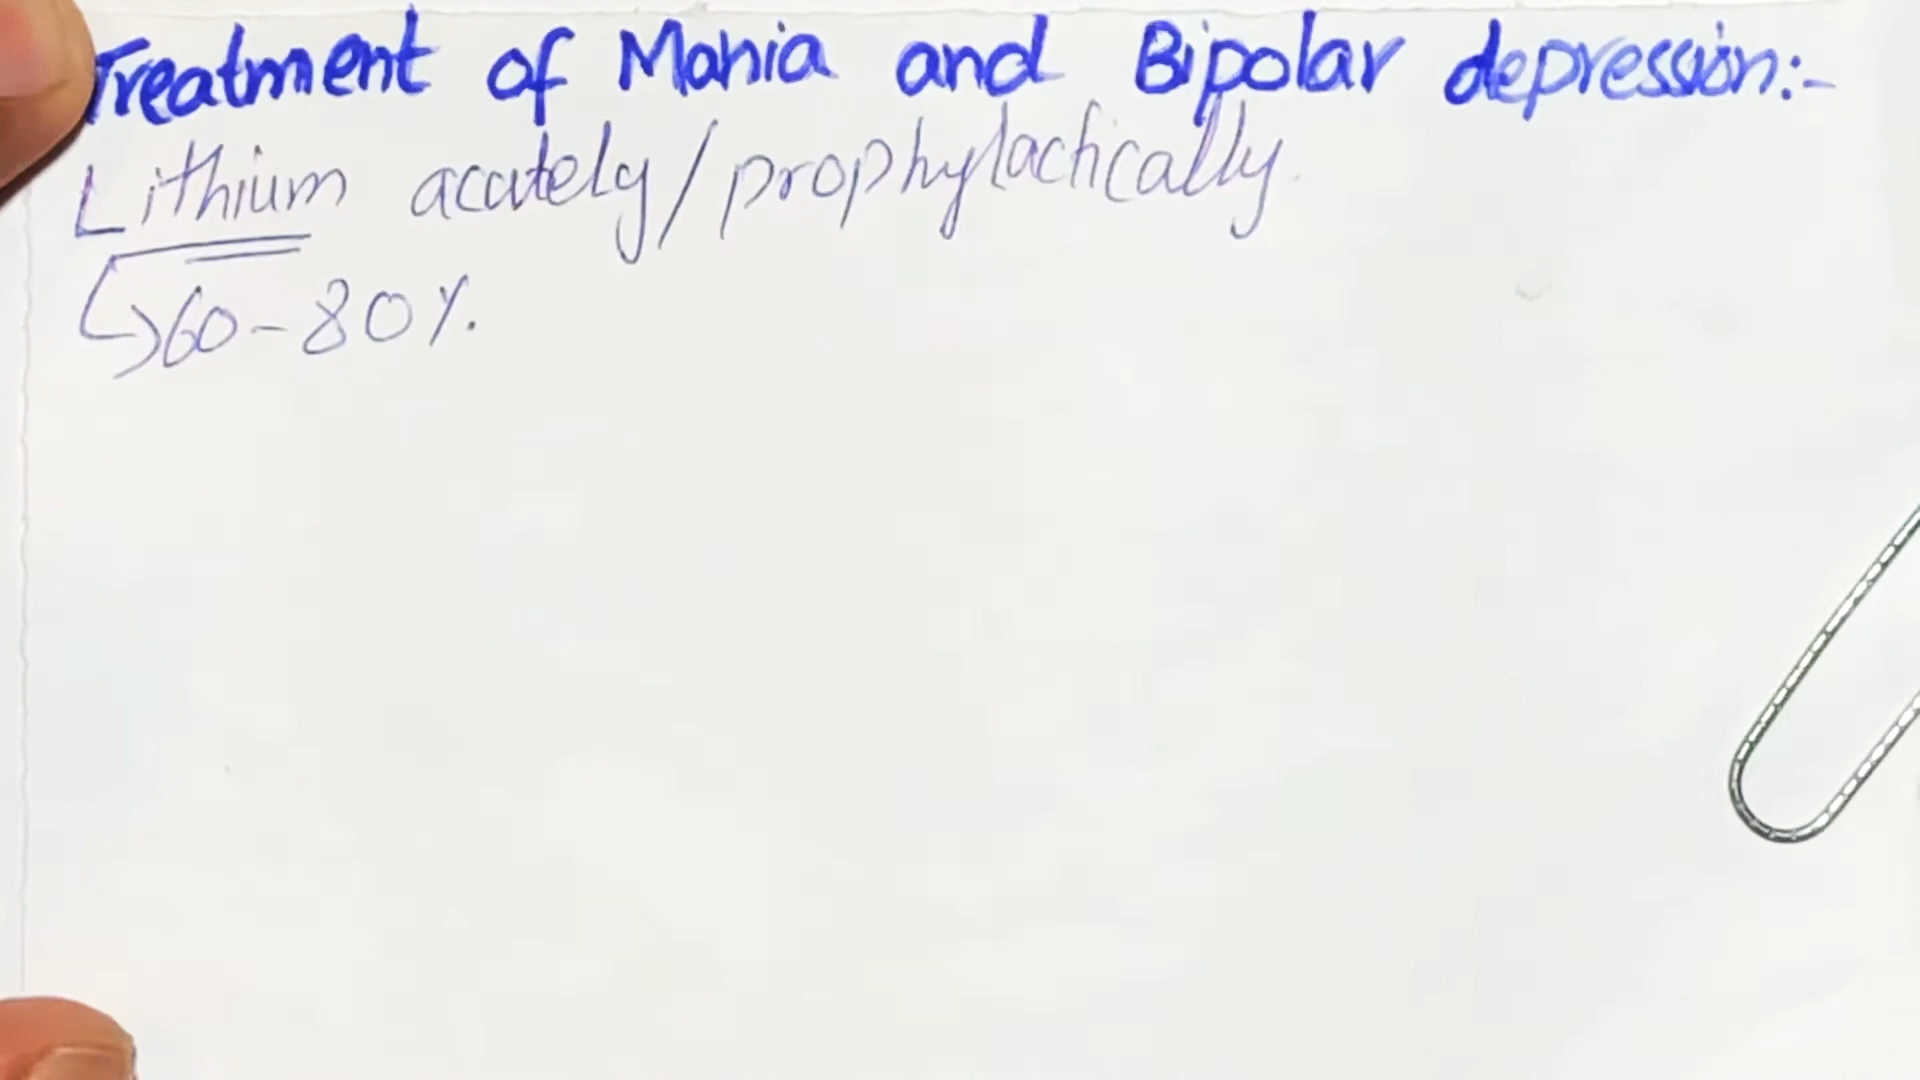 Treatment of Mania and Bipolar depression:-
Lithium acutely/prophylactically.
↳60-80%.